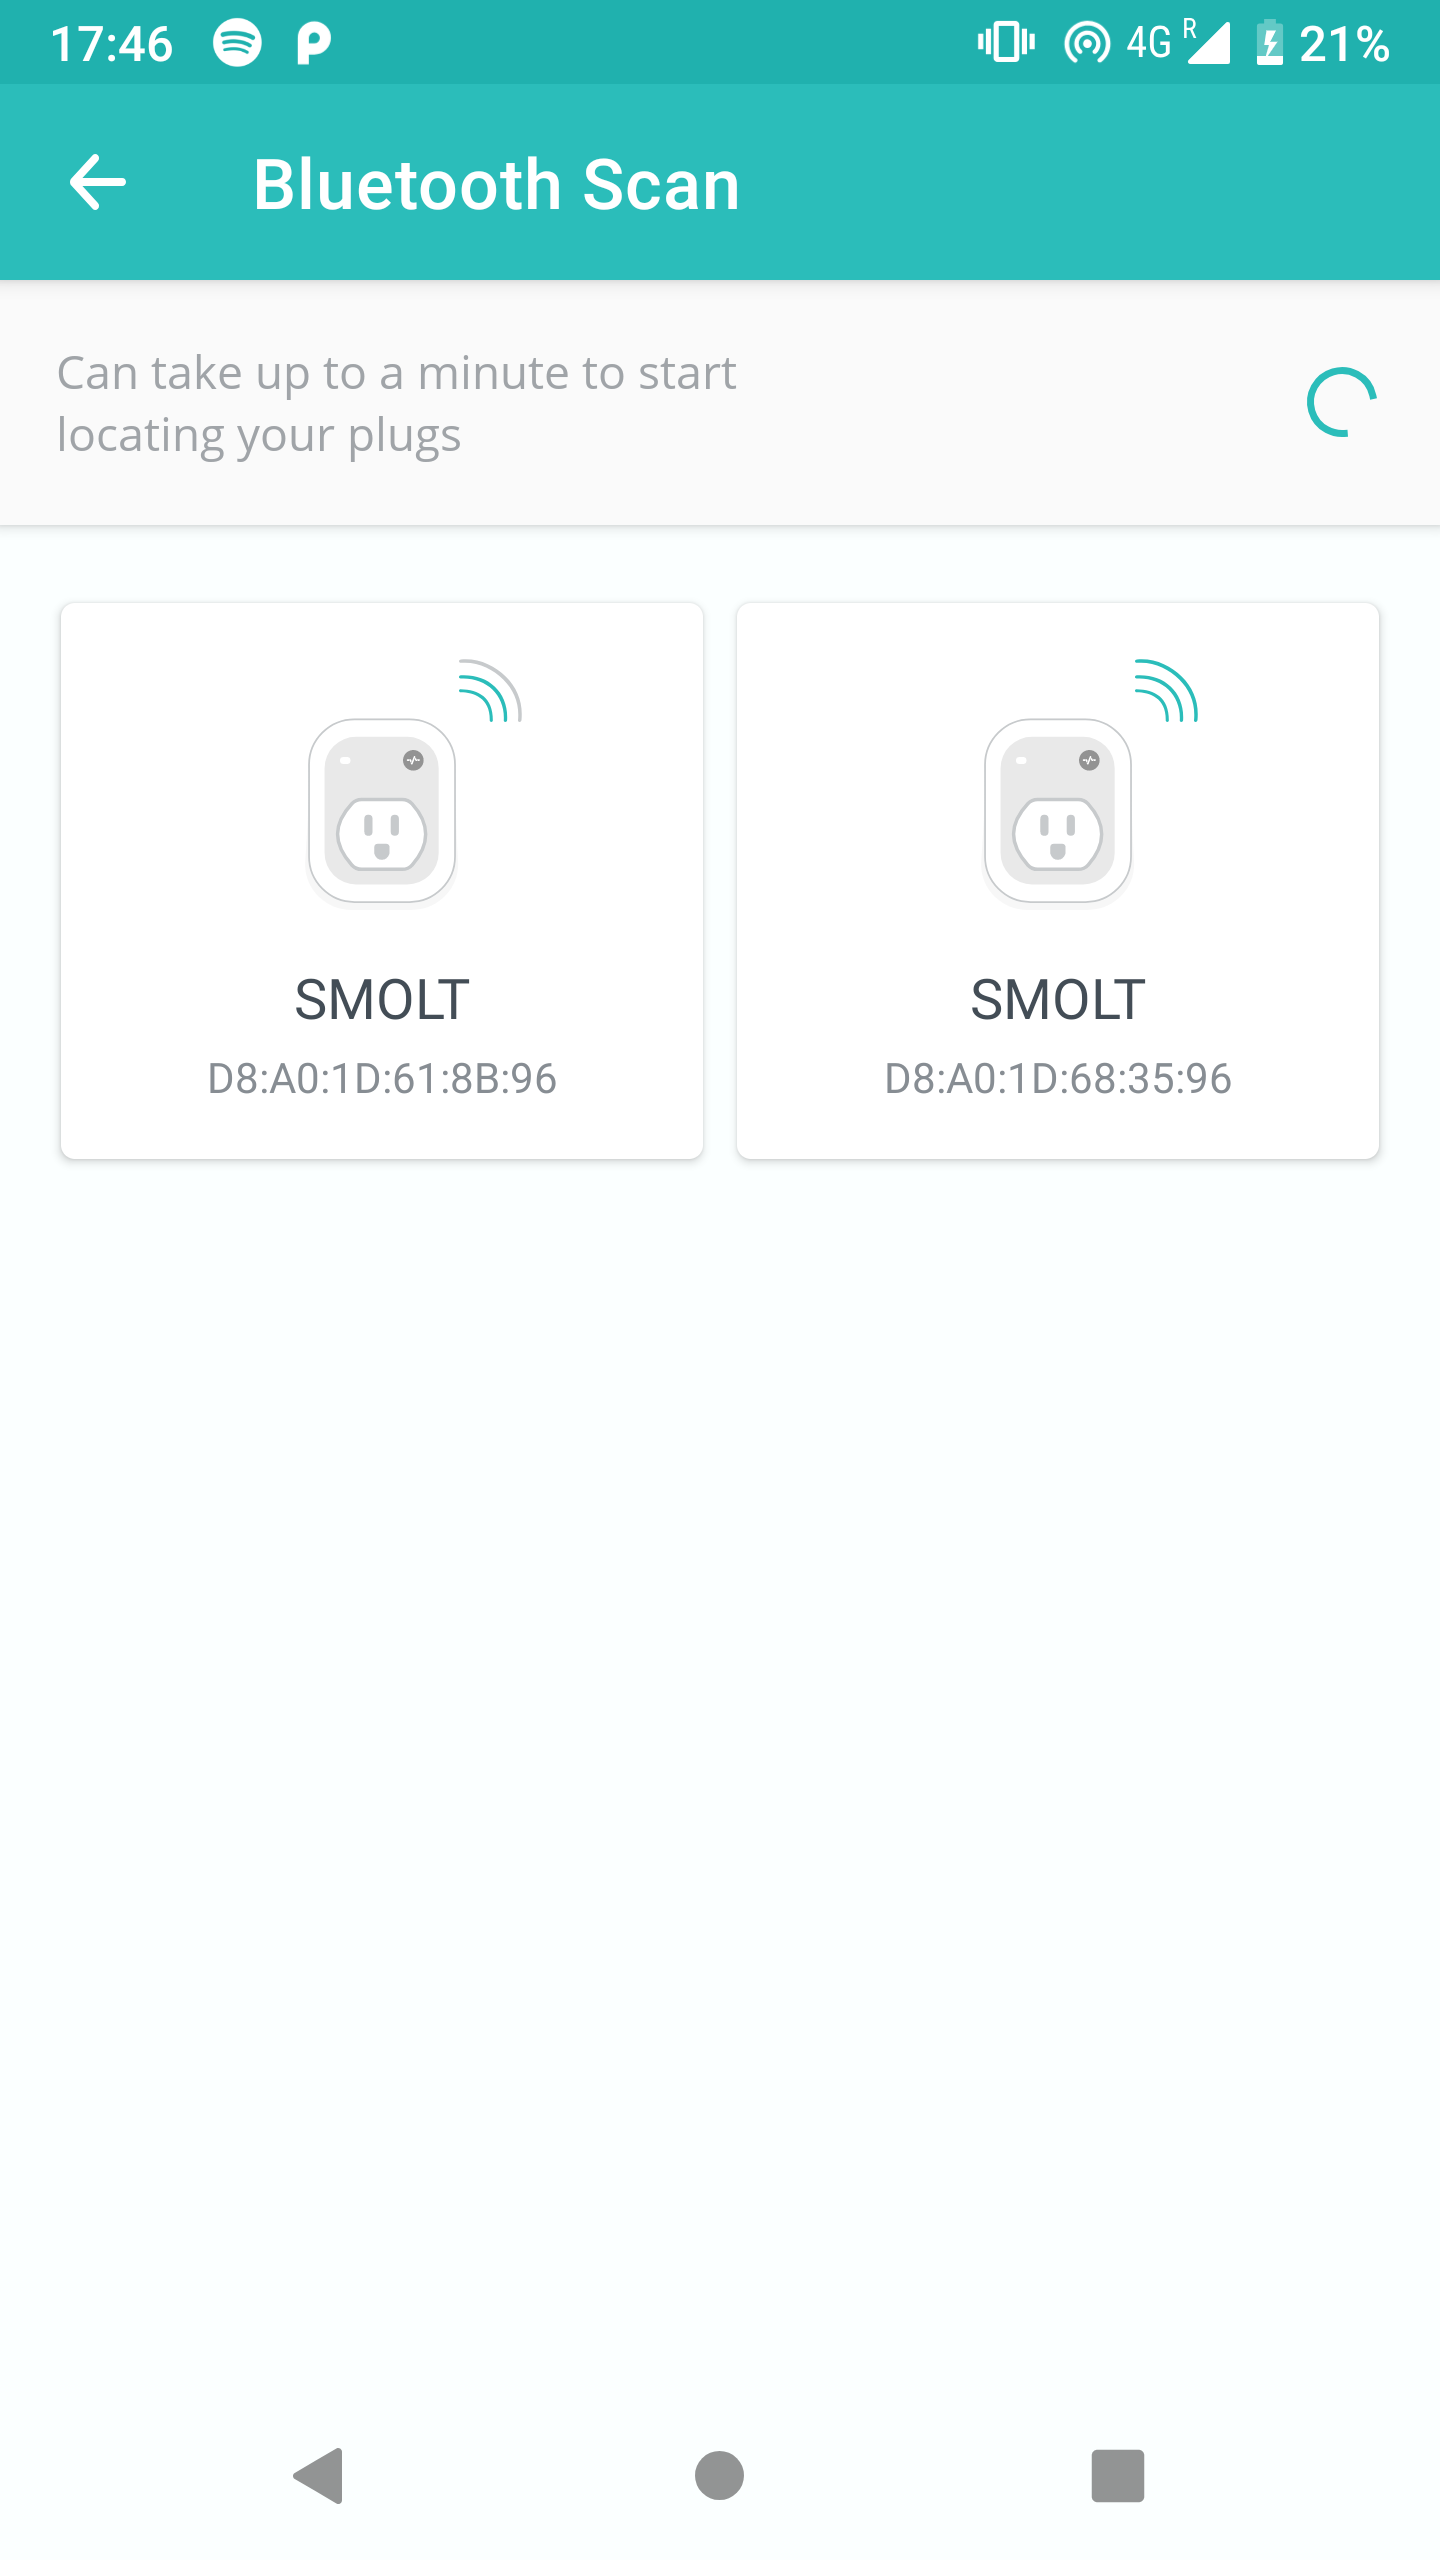 17:46 4G R 21%
Bluetooth Scan
Can take up to a minute to start
locating your plugs
SMOLT SMOLT
D8:A0:1D:61:8B:96 D8:A0:1D:68:35:96